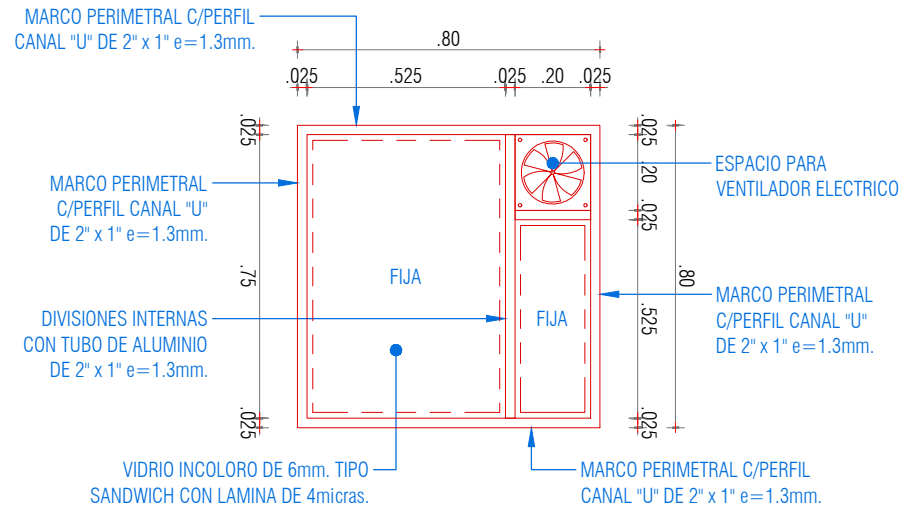 MARCO PERIMETRAL C/PERFIL
CANAL "U" DE 2" x 1" e=1.3mm.
.80
.025
.525
.025
.20
.025
.025
.025
.20
.025
.525
.025
.80
ESPACIO PARA
VENTILADOR ELECTRICO
MARCO PERIMETRAL
C/PERFIL CANAL "U"
DE 2" x 1" e=1.3mm.
.75
.025
FIJA
FIJA
DIVISIONES INTERNAS
CON TUBO DE ALUMINIO
DE 2" x 1" e=1.3mm.
MARCO PERIMETRAL
C/PERFIL CANAL "U"
DE 2" x 1" e=1.3mm.
VIDRIO INCOLORO DE 6mm. TIPO
SANDWICH CON LAMINA DE 4micras.
MARCO PERIMETRAL C/PERFIL
CANAL "U" DE 2" x 1" e=1.3mm.